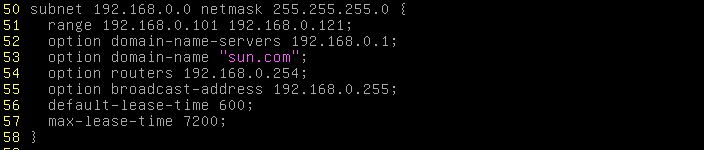 50 subnet 192.168.0.0 netmask 255.255.255.0 {
51   range 192.168.0.101 192.168.0.121;
52   option domain-name-servers 192.168.0.1;
53   option domain-name "sun.com";
54   option routers 192.168.0.254;
55   option broadcast-address 192.168.0.255;
56   default-lease-time 600;
57   max-lease-time 7200;
58 }